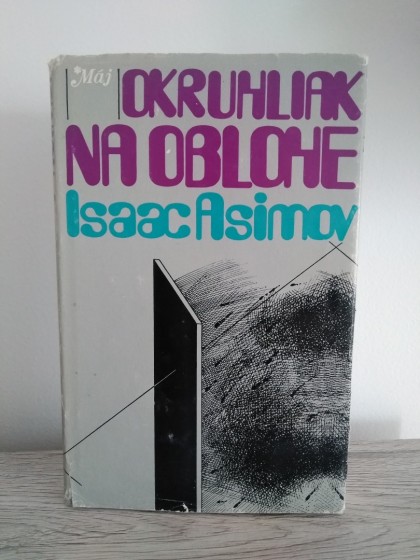 Máj
OKRUHLIAK
NA OBLOHE
Isaac Asimov